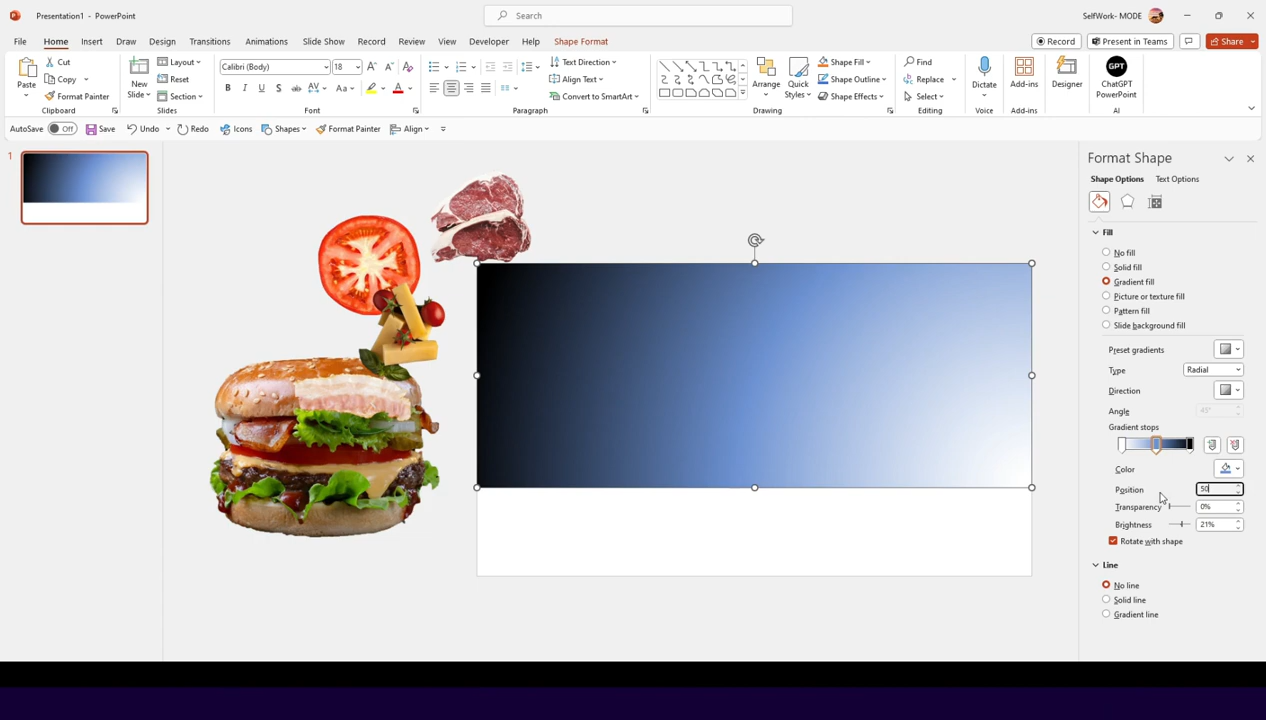 Presentation1 - PowerPoint
Search
SelfWork- MODE
File Home Insert Draw Design Transitions Animations Slide Show Record Review View Developer Help Shape Format
Record Present in Teams Share
Paste Cut Copy Format Painter Clipboard
New Slide Layout Reset Section Slides
Calibri (Body) 18 Font
B I U S ab AV Aa A
Text Direction Align Text Convert to SmartArt Paragraph
Arrange Quick Styles Shape Fill Shape Outline Shape Effects Drawing
Find Replace Select Editing
Dictate Voice
Add-ins Add-ins
Designer
GPT ChatGPT PowerPoint AI
AutoSave Off Save Undo Redo Icons Shapes Format Painter Align
1
Format Shape
Shape Options Text Options
Fill
No fill
Solid fill
Gradient fill
Picture or texture fill
Pattern fill
Slide background fill
Preset gradients
Type Radial
Direction
Angle 45°
Gradient stops
Color
Position 50
Transparency 0%
Brightness 21%
Rotate with shape
Line
No line
Solid line
Gradient line